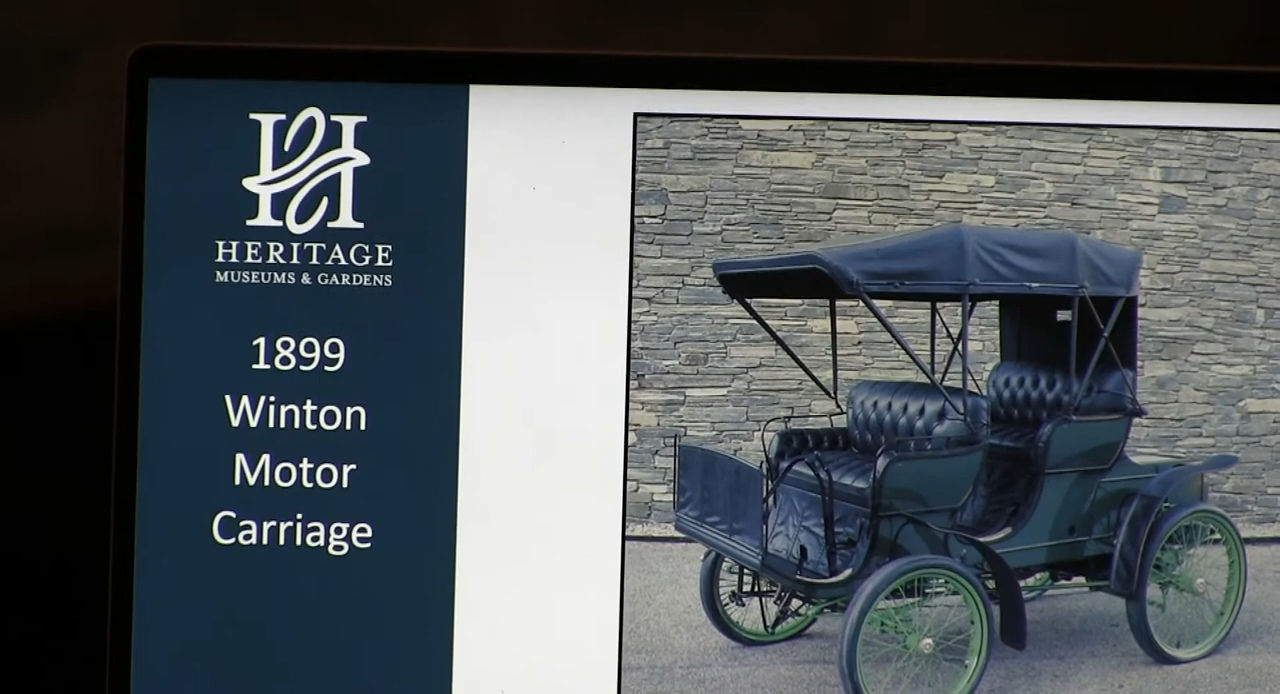 HERITAGE
MUSEUMS & GARDENS
1899
Winton
Motor
Carriage